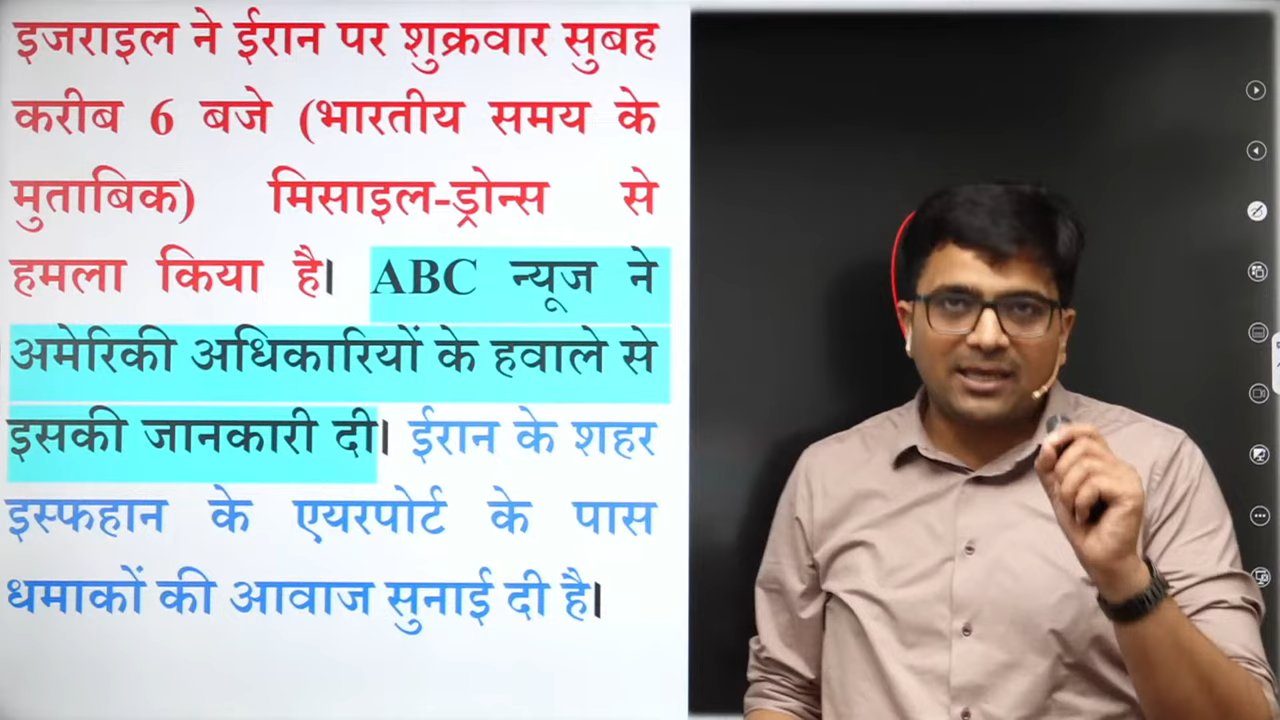 इजराइल ने ईरान पर शुक्रवार सुबह
करीब 6 बजे (भारतीय समय के
मुताबिक) मिसाइल-ड्रोन्स से
हमला किया है। ABC न्यूज ने
अमेरिकी अधिकारियों के हवाले से
इसकी जानकारी दी। ईरान के शहर
इस्फहान के एयरपोर्ट के पास
धमाकों की आवाज सुनाई दी है।